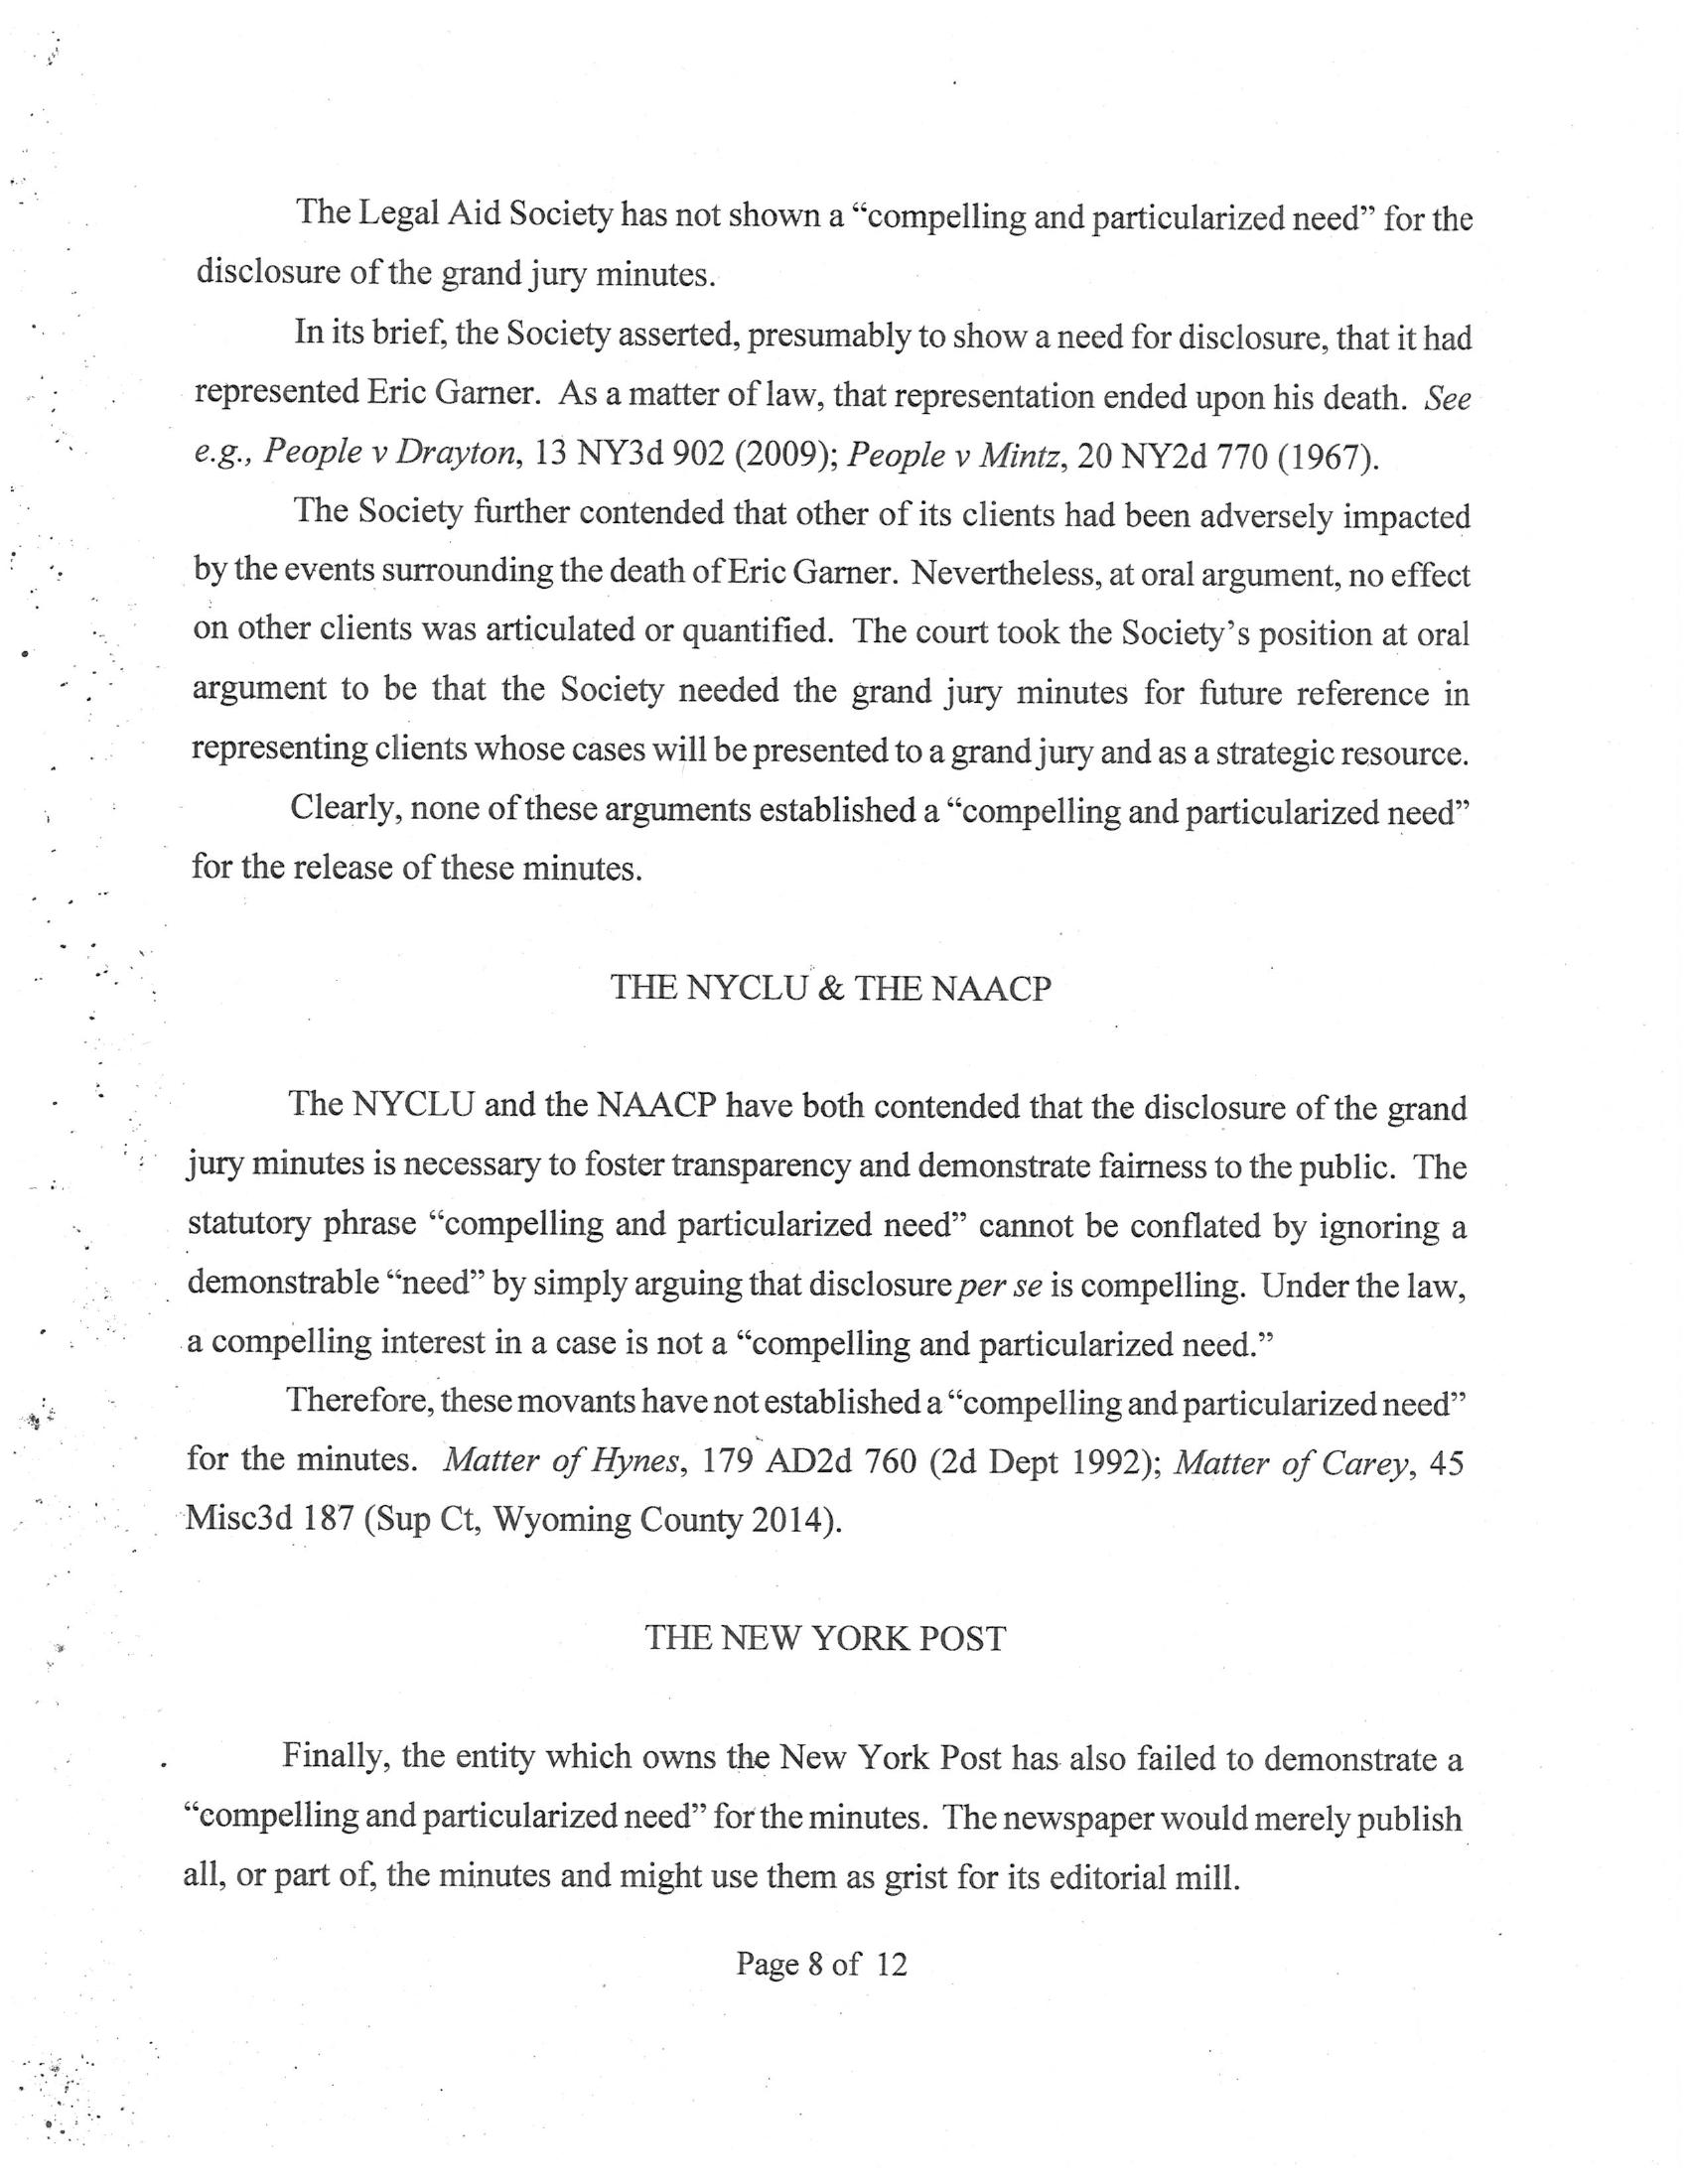 The Legal Aid Society has not shown a “compelling and particularized need” for the
disclosure of the grand jury minutes.
In its brief, the Society asserted, presumably to show a need for disclosure, that it had
represented Eric Garner. As a matter of law, that representation ended upon his death. See
e.g., People v Drayton, 13 NY3d 902 (2009); People v Mintz, 20 NY2d 770 (1967).
The Society further contended that other of its clients had been adversely impacted
by the events surrounding the death of Eric Garner. Nevertheless, at oral argument, no effect
on other clients was articulated or quantified. The court took the Society’s position at oral
argument to be that the Society needed the grand jury minutes for future reference in
representing clients whose cases will be presented to a grand jury and as a strategic resource.
Clearly, none of these arguments established a “compelling and particularized need”
for the release of these minutes.
THE NYCLU & THE NAACP
The NYCLU and the NAACP have both contended that the disclosure of the grand
jury minutes is necessary to foster transparency and demonstrate fairness to the public. The
statutory phrase “compelling and particularized need” cannot be conflated by ignoring a
demonstrable “need” by simply arguing that disclosure per se is compelling. Under the law,
a compelling interest in a case is not a “compelling and particularized need.”
Therefore, these movants have not established a “compelling and particularized need”
for the minutes. Matter of Hynes, 179 AD2d 760 (2d Dept 1992); Matter of Carey, 45
Misc3d 187 (Sup Ct, Wyoming County 2014).
THE NEW YORK POST
Finally, the entity which owns the New York Post has also failed to demonstrate a
“compelling and particularized need” for the minutes. The newspaper would merely publish
all, or part of, the minutes and might use them as grist for its editorial mill.
Page 8 of 12